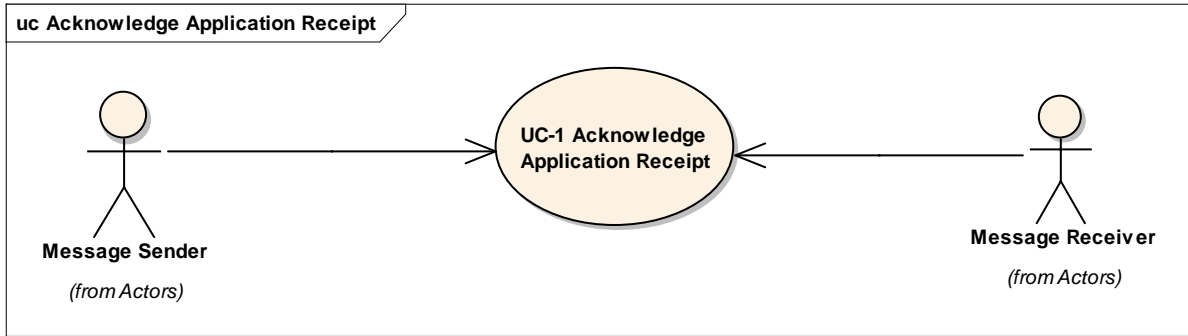 uc Acknowledge Application Receipt
UC-1 Acknowledge
Application Receipt
Message Sender
(from Actors)
Message Receiver
(from Actors)